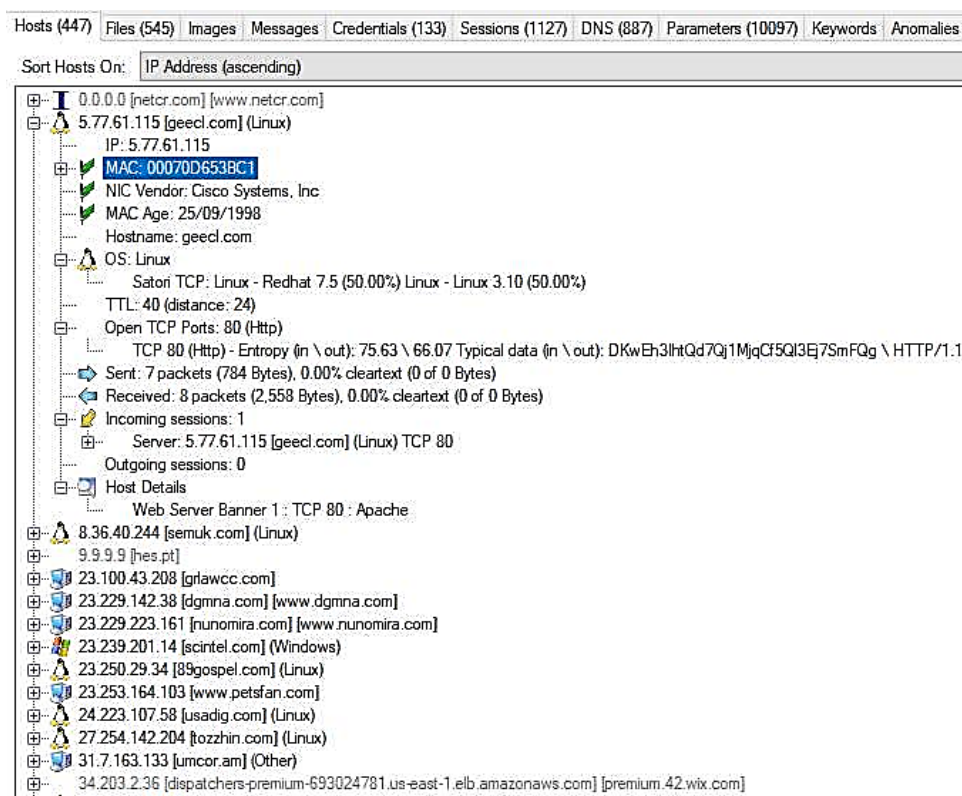 Hosts (447) Files (545) Images Messages Credentials (133) Sessions (1127) DNS (887) Parameters (10097) Keywords Anomalies
Sort Hosts On: IP Address (ascending)
0.0.0.0 [netcr.com] [www.netcr.com]
5.77.61.115 [geecl.com] (Linux)
IP: 5.77.61.115
MAC: 00070D653BC1
NIC Vendor: Cisco Systems, Inc
MAC Age: 25/09/1998
Hostname: geecl.com
OS: Linux
Satori TCP: Linux - Redhat 7.5 (50.00%) Linux - Linux 3.10 (50.00%)
TTL: 40 (distance: 24)
Open TCP Ports: 80 (Http)
TCP 80 (Http) - Entropy (in \ out): 75.63 \ 66.07 Typical data (in \ out): DKwEh3lhtQd7Qj1MjqCf5Ql3Ej7SmFQg \ HTTP/1.1
Sent: 7 packets (784 Bytes), 0.00% cleartext (0 of 0 Bytes)
Received: 8 packets (2,558 Bytes), 0.00% cleartext (0 of 0 Bytes)
Incoming sessions: 1
Server: 5.77.61.115 [geecl.com] (Linux) TCP 80
Outgoing sessions: 0
Host Details
Web Server Banner 1 : TCP 80 : Apache
8.36.40.244 [semuk.com] (Linux)
9.9.9.9 [hes.pt]
23.100.43.208 [grlawcc.com]
23.229.142.38 [dgmna.com] [www.dgmna.com]
23.229.223.161 [nunomira.com] [www.nunomira.com]
23.239.201.14 [scintel.com] (Windows)
23.250.29.34 [89gospel.com] (Linux)
23.253.164.103 [www.petsfan.com]
24.223.107.58 [usadig.com] (Linux)
27.254.142.204 [tozzhin.com] (Linux)
31.7.163.133 [umcor.am] (Other)
34.203.2.36 [dispatchers-premium-693024781.us-east-1.elb.amazonaws.com] [premium.42.wix.com]